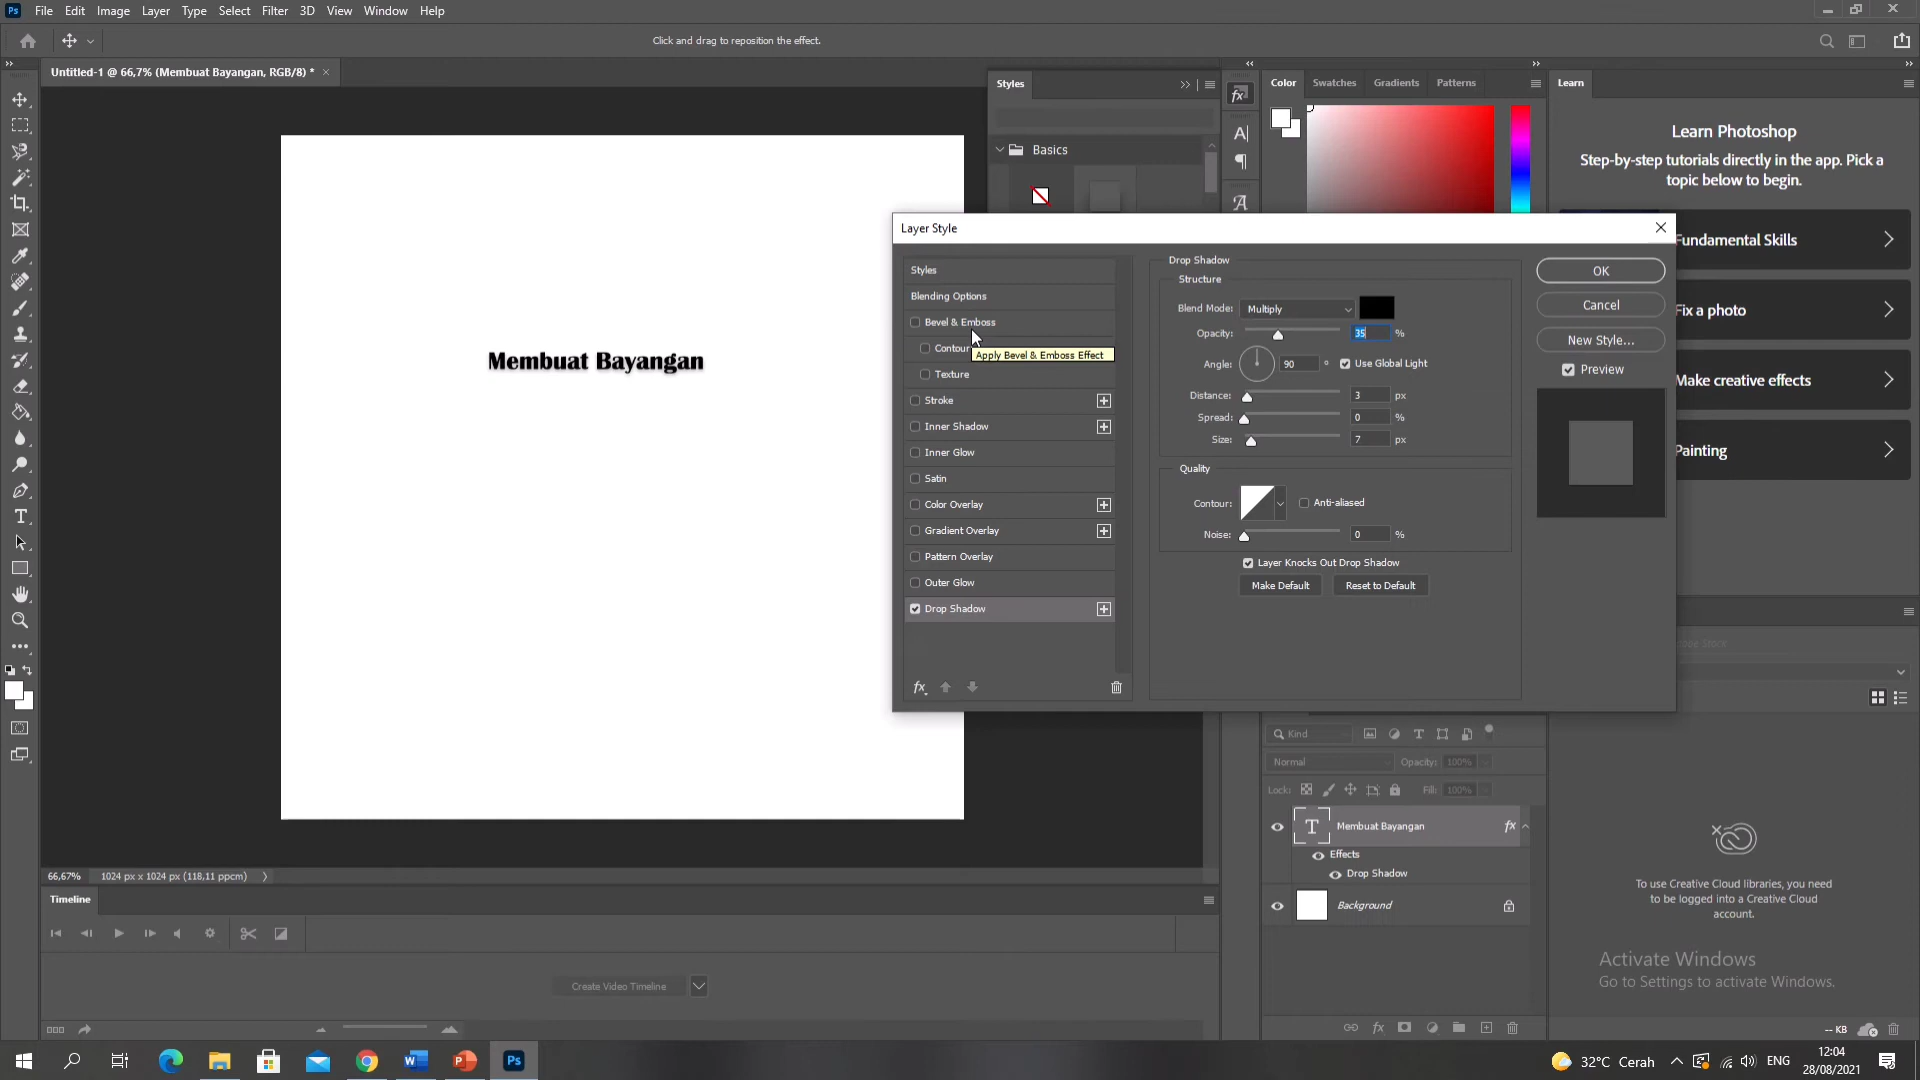 Ps File Edit Image Layer Type Select Filter 3D View Window Help
Click and drag to reposition the effect.
Untitled-1 @ 66,7% (Membuat Bayangan, RGB/8) *
Styles
Basics
Color Swatches Gradients Patterns
Learn
Learn Photoshop
Step-by-step tutorials directly in the app. Pick a
topic below to begin.
Fundamental Skills
Fix a photo
Make creative effects
Painting
Membuat Bayangan
Layer Style
Styles
Blending Options
Bevel & Emboss
Contour
Apply Bevel & Emboss Effect
Texture
Stroke
Inner Shadow
Inner Glow
Satin
Color Overlay
Gradient Overlay
Pattern Overlay
Outer Glow
Drop Shadow
fx
Drop Shadow
Structure
Blend Mode: Multiply
Opacity: 35 %
Angle: 90 ° Use Global Light
Distance: 3 px
Spread: 0 %
Size: 7 px
Quality
Contour: Anti-aliased
Noise: 0 %
Layer Knocks Out Drop Shadow
Make Default Reset to Default
OK
Cancel
New Style...
Preview
Kind
Normal Opacity: 100%
Lock: Fill: 100%
T Membuat Bayangan fx
Effects
Drop Shadow
Background
To use Creative Cloud libraries, you need
to be logged into a Creative Cloud
account.
Activate Windows
Go to Settings to activate Windows.
-- KB
66,67% 1024 px x 1024 px (118,11 ppcm)
Timeline
Create Video Timeline
32°C Cerah ENG
12:04
28/08/2021